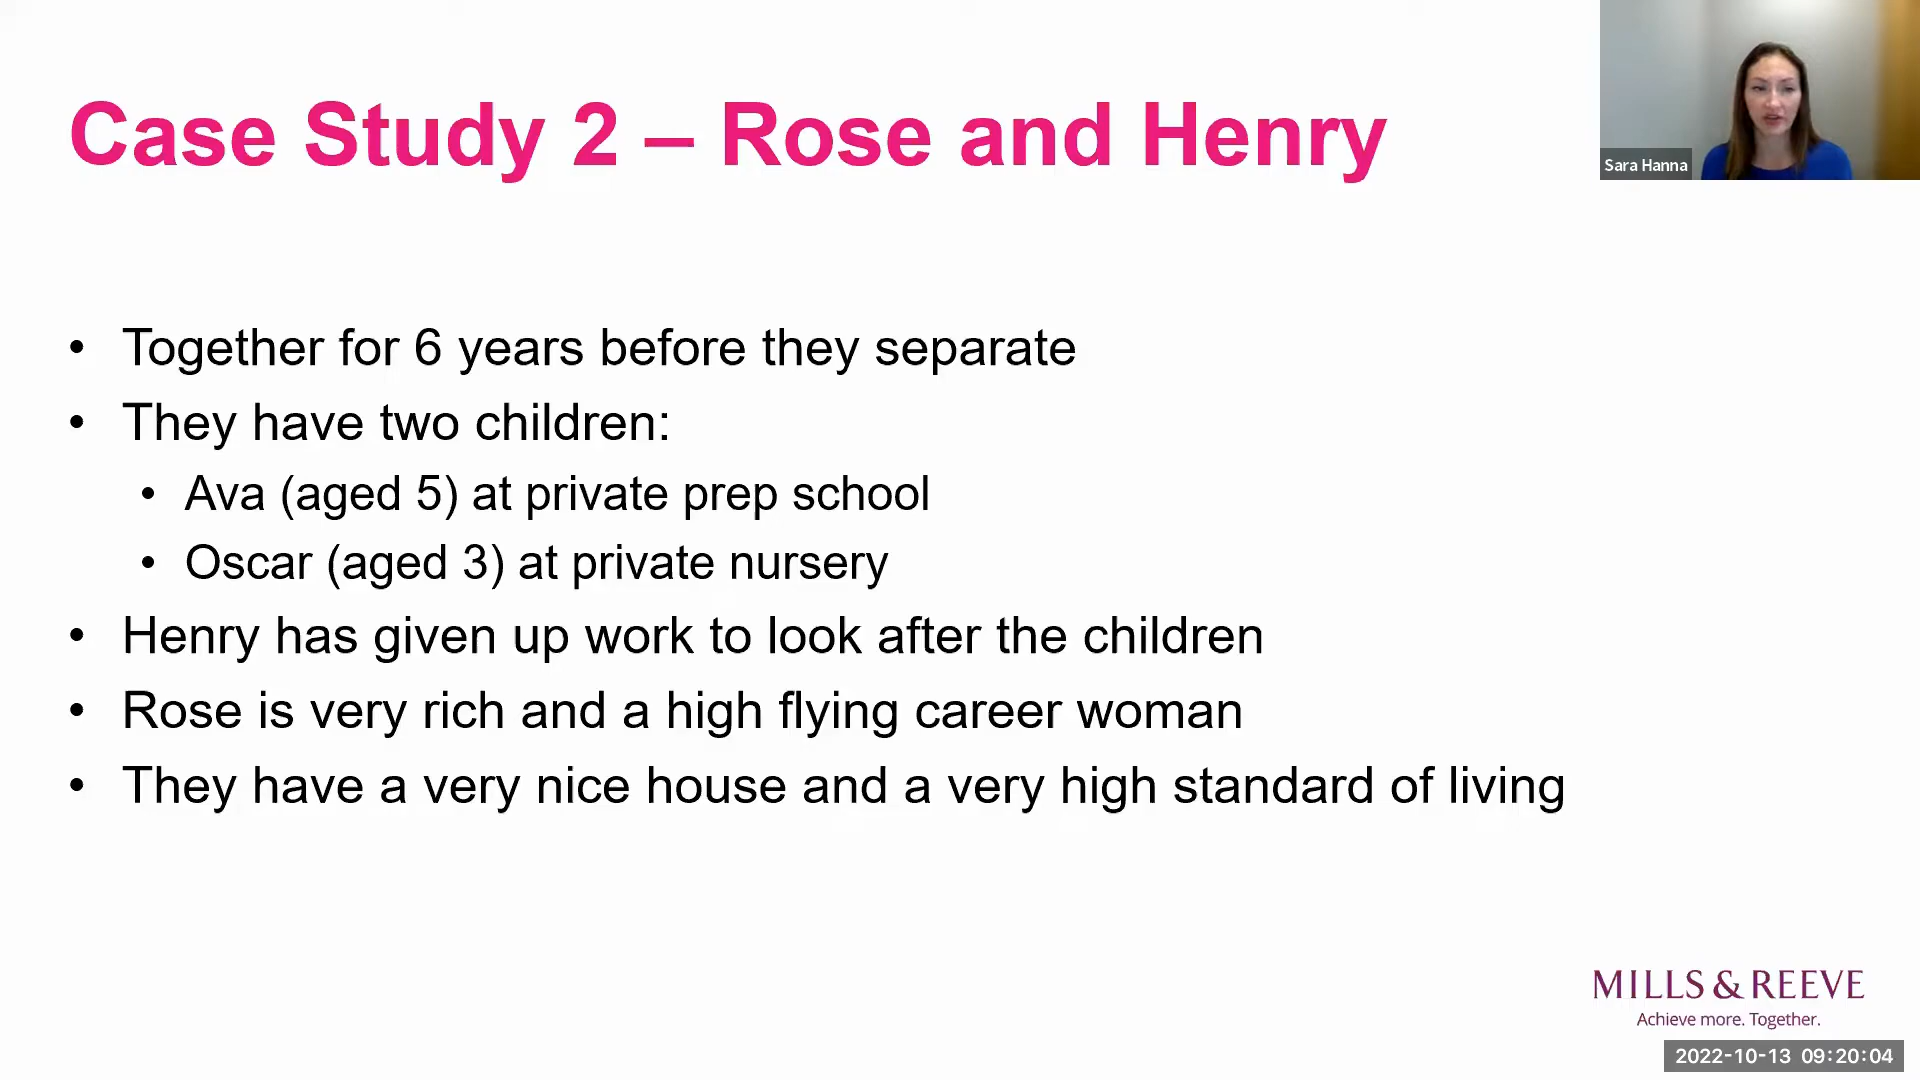 Case Study 2 – Rose and Henry
Sara Hanna
• Together for 6 years before they separate
• They have two children:
• Ava (aged 5) at private prep school
• Oscar (aged 3) at private nursery
• Henry has given up work to look after the children
• Rose is very rich and a high flying career woman
• They have a very nice house and a very high standard of living
MILLS & REEVE
Achieve more. Together.
2022-10-13 09:20:04